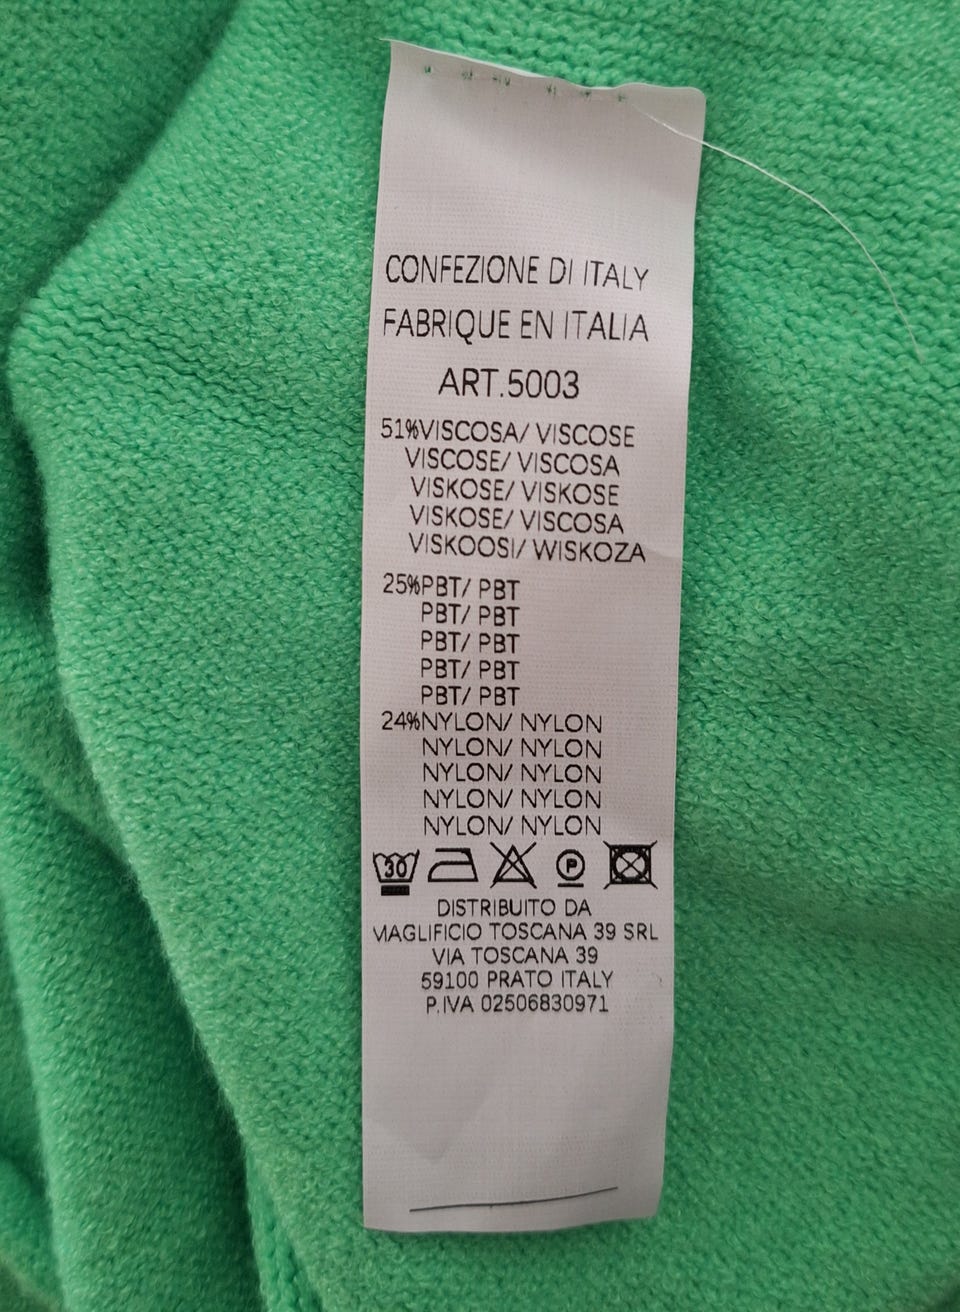 CONFEZIONE DI ITALY
FABRIQUE EN ITALIA
ART.5003
51%VISCOSA/ VISCOSE
VISCOSE/ VISCOSA
VISKOSE/ VISKOSE
VISKOSE/ VISCOSA
VISKOOSI/ WISKOZA
25%PBT/ PBT
PBT/ PBT
PBT/ PBT
PBT/ PBT
PBT/ PBT
24%NYLON/ NYLON
NYLON/ NYLON
NYLON/ NYLON
NYLON/ NYLON
NYLON/ NYLON
30 P
DISTRIBUITO DA
MAGLIFICIO TOSCANA 39 SRL
VIA TOSCANA 39
59100 PRATO ITALY
P.IVA 02506830971